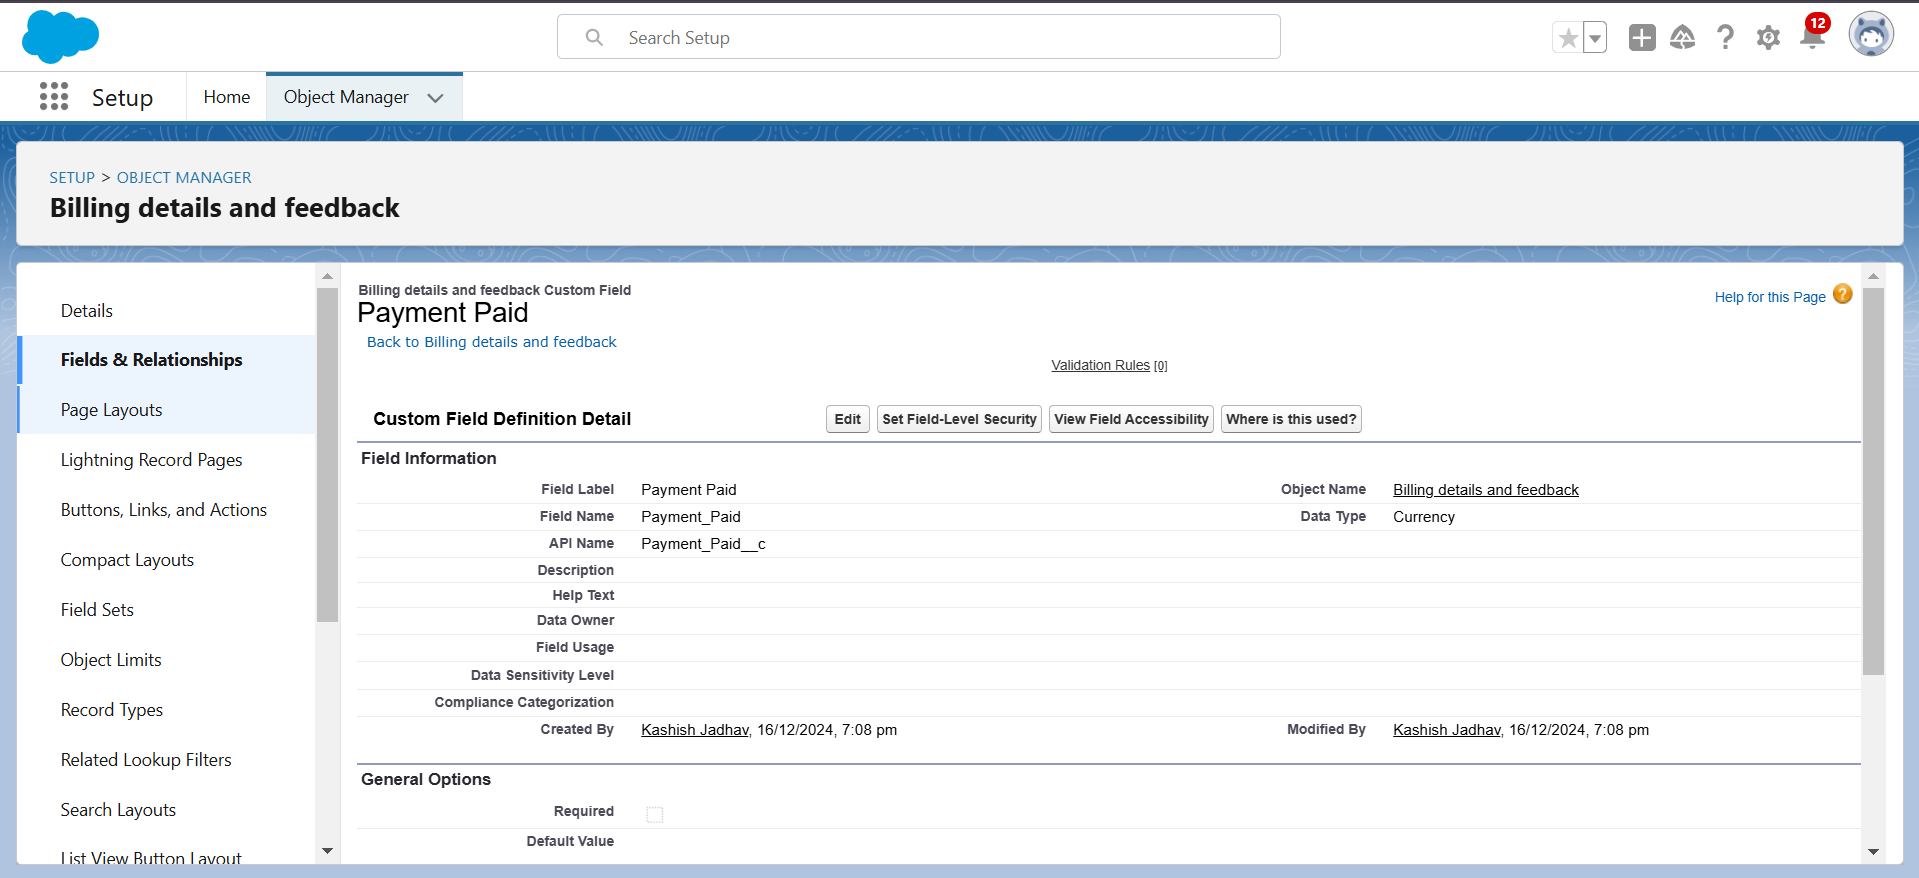 Search Setup
12
Setup
Home
Object Manager
SETUP > OBJECT MANAGER
Billing details and feedback
Details
Fields & Relationships
Page Layouts
Lightning Record Pages
Buttons, Links, and Actions
Compact Layouts
Field Sets
Object Limits
Record Types
Related Lookup Filters
Search Layouts
List View Button Layout
Billing details and feedback Custom Field
Payment Paid
Back to Billing details and feedback
Help for this Page ?
Validation Rules [0]
Custom Field Definition Detail
Edit
Set Field-Level Security
View Field Accessibility
Where is this used?
Field Information
Field Label Payment Paid
Object Name Billing details and feedback
Field Name Payment_Paid
Data Type Currency
API Name Payment_Paid__c
Description
Help Text
Data Owner
Field Usage
Data Sensitivity Level
Compliance Categorization
Created By Kashish Jadhav, 16/12/2024, 7:08 pm
Modified By Kashish Jadhav, 16/12/2024, 7:08 pm
General Options
Required
Default Value